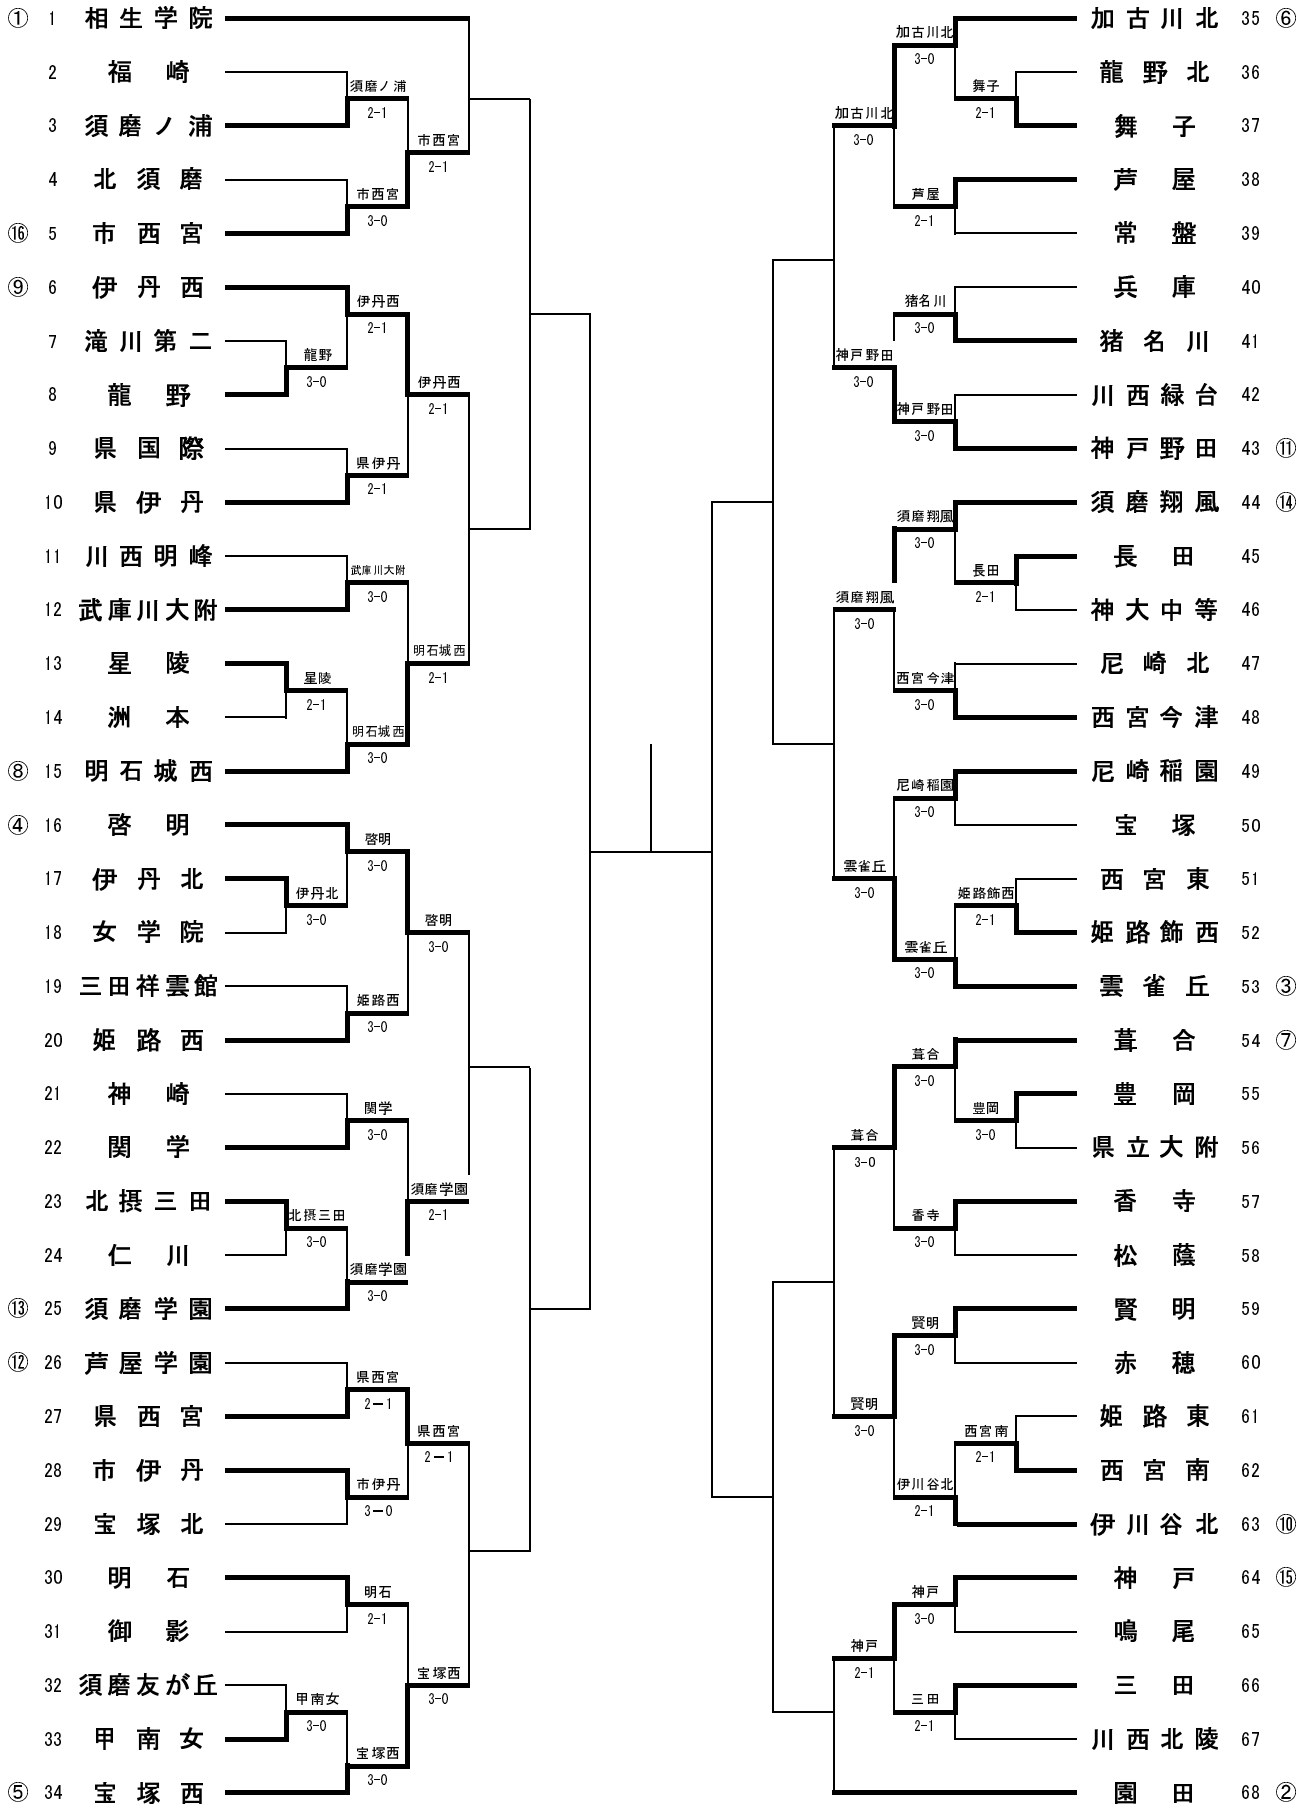 ① 1 相生学院
2 福崎
須磨ノ浦
2-1
3 須磨ノ浦
市西宮
2-1
4 北須磨
市西宮
3-0
⑯ 5 市西宮
⑨ 6 伊丹西
伊丹西
2-1
7 滝川第二
龍野
3-0
8 龍野
伊丹西
2-1
9 県国際
県伊丹
2-1
10 県伊丹
11 川西明峰
武庫川大附
3-0
12 武庫川大附
明石城西
2-1
13 星陵
星陵
2-1
14 洲本
明石城西
3-0
⑧ 15 明石城西
④ 16 啓明
啓明
3-0
17 伊丹北
伊丹北
3-0
18 女学院
啓明
3-0
19 三田祥雲館
姫路西
3-0
20 姫路西
21 神崎
関学
3-0
22 関学
須磨学園
2-1
23 北摂三田
北摂三田
3-0
24 仁川
須磨学園
3-0
⑬ 25 須磨学園
⑫ 26 芦屋学園
県西宮
2-1
27 県西宮
県西宮
2-1
28 市伊丹
市伊丹
3-0
29 宝塚北
30 明石
明石
2-1
31 御影
宝塚西
3-0
32 須磨友が丘
甲南女
3-0
33 甲南女
宝塚西
3-0
⑤ 34 宝塚西
加古川北 35 ⑥
加古川北
3-0
龍野北 36
舞子
2-1
舞子 37
加古川北
3-0
芦屋 38
芦屋
2-1
常盤 39
兵庫 40
猪名川
3-0
猪名川 41
神戸野田
3-0
川西緑台 42
神戸野田
3-0
神戸野田 43 ⑪
須磨翔風 44 ⑭
須磨翔風
3-0
長田 45
長田
2-1
神大中等 46
須磨翔風
3-0
尼崎北 47
西宮今津
3-0
西宮今津 48
尼崎稲園 49
尼崎稲園
3-0
宝塚 50
雲雀丘
3-0
西宮東 51
姫路飾西
2-1
姫路飾西 52
雲雀丘
3-0
雲雀丘 53 ③
葺合 54 ⑦
葺合
3-0
豊岡 55
豊岡
3-0
県立大附 56
葺合
3-0
香寺 57
香寺
3-0
松蔭 58
賢明 59
賢明
3-0
赤穂 60
賢明
3-0
姫路東 61
西宮南
2-1
西宮南 62
伊川谷北
2-1
伊川谷北 63 ⑩
神戸 64 ⑮
神戸
3-0
鳴尾 65
神戸
2-1
三田 66
三田
2-1
川西北陵 67
園田 68 ②